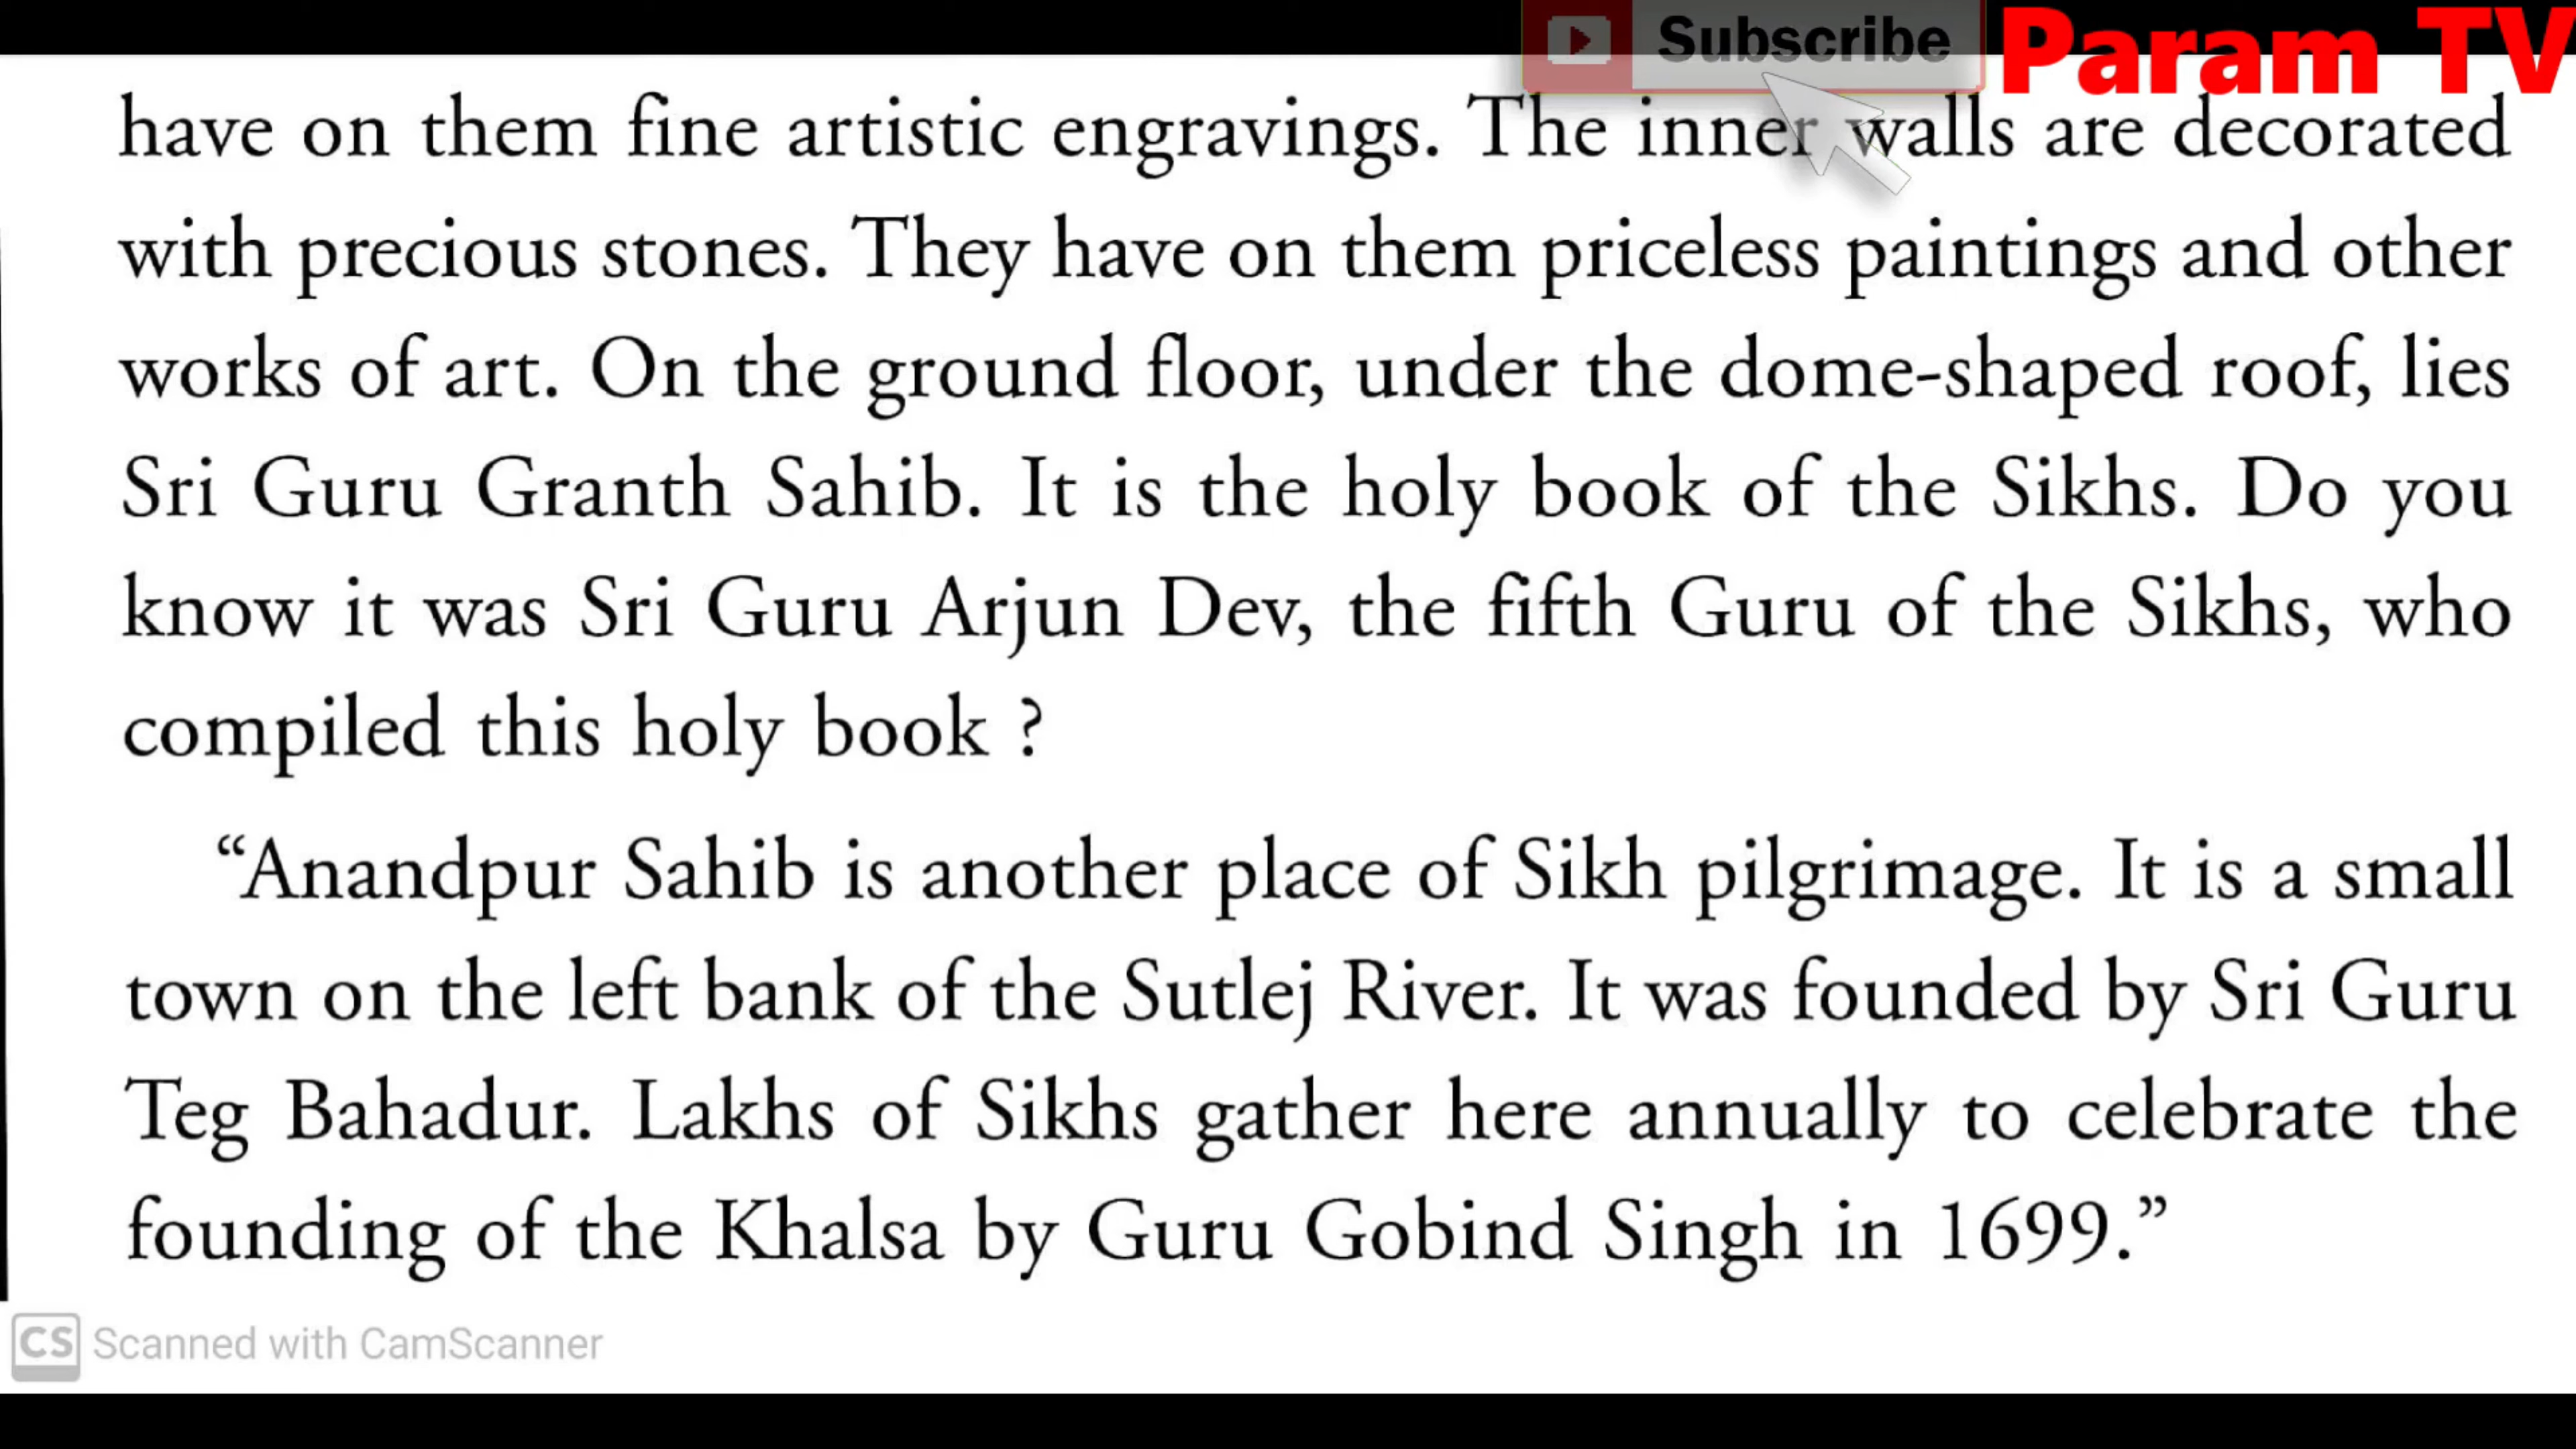 Subscribe
Param TV
have on them fine artistic engravings. The inner walls are decorated
with precious stones. They have on them priceless paintings and other
works of art. On the ground floor, under the dome-shaped roof, lies
Sri Guru Granth Sahib. It is the holy book of the Sikhs. Do you
know it was Sri Guru Arjun Dev, the fifth Guru of the Sikhs, who
compiled this holy book ?
“Anandpur Sahib is another place of Sikh pilgrimage. It is a small
town on the left bank of the Sutlej River. It was founded by Sri Guru
Teg Bahadur. Lakhs of Sikhs gather here annually to celebrate the
founding of the Khalsa by Guru Gobind Singh in 1699.”
CS Scanned with CamScanner